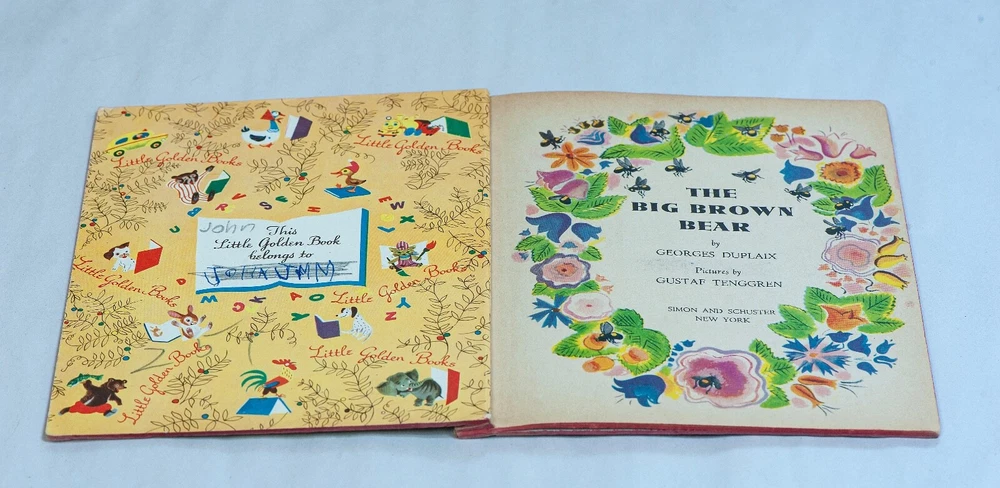 Little Golden Books
Little Golden Books
John
This
Little Golden Book
belongs to
Little Golden Books
Little Golden Books
Little Golden Books
Little Golden Books
THE
BIG BROWN
BEAR
by
GEORGES DUPLAIX
Pictures by
GUSTAF TENGGREN
SIMON AND SCHUSTER
NEW YORK